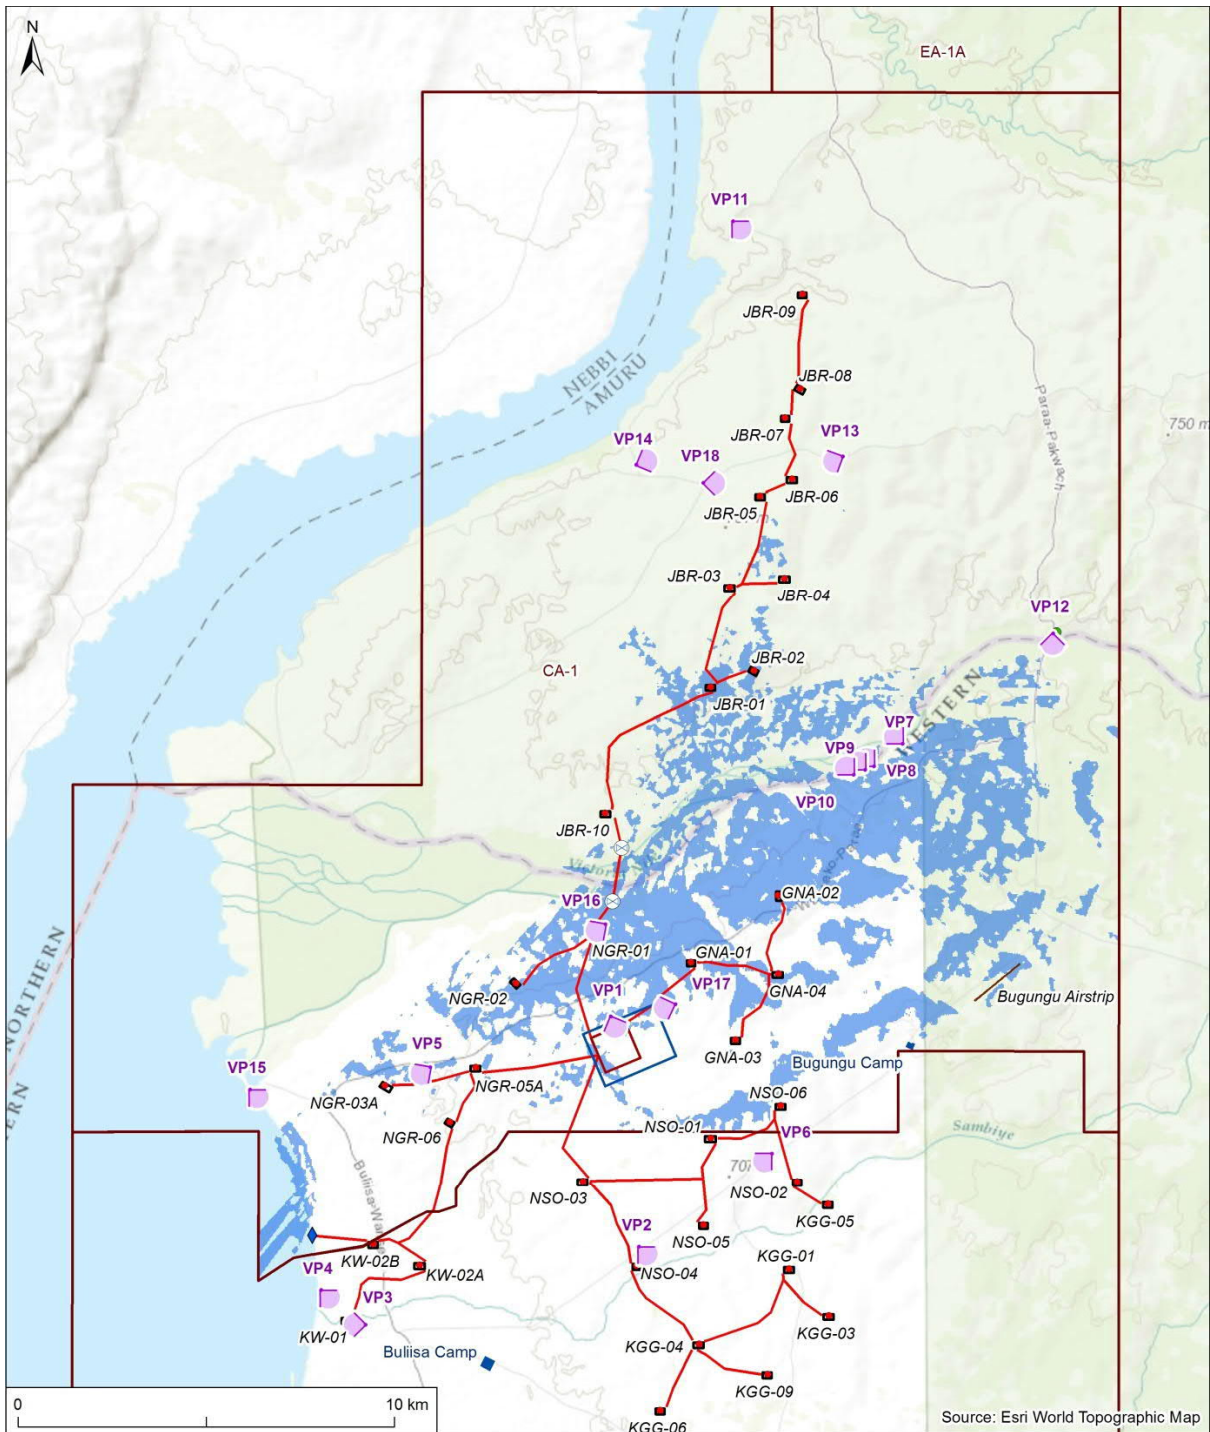 N
EA-1A
VP11
JBR-09
NEBBI
AMURU
JBR-08
Paraa-Pakwach
750 m
JBR-07
VP13
VP14
VP18
JBR-06
JBR-05
JBR-03
JBR-04
VP12
CA-1
JBR-02
JBR-01
WESTERN
VP7
VP9
VP8
VP10
JBR-10
GNA-02
VP16
NORTHERN
NGR-01
GNA-01
NGR-02
VP17
GNA-04
VP1
Bugungu Airstrip
GNA-03
VP5
Bugungu Camp
VP15
NGR-05A
NGR-03A
NSO-06
NGR-06
NSO-01
Sambiye
VP6
NSO-03
NSO-02
KGG-05
NSO-05
VP2
KW-02B
KGG-01
VP4
KW-02A
NSO-04
VP3
KGG-03
KW-01
KGG-04
Buliisa Camp
KGG-09
0
10 km
KGG-06
Source: Esri World Topographic Map